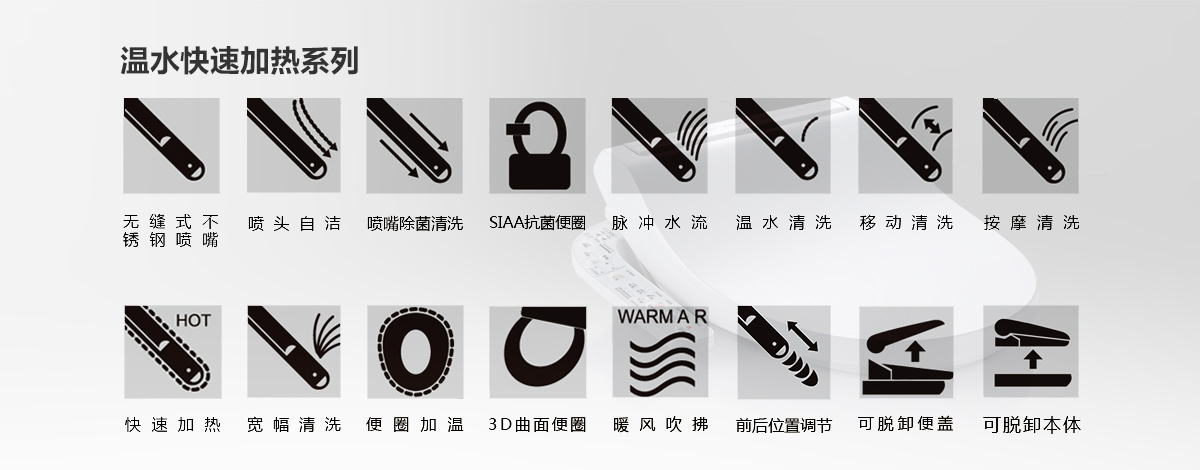 温水快速加热系列
无缝式不
锈钢喷嘴
喷头自洁
喷嘴除菌清洗
SIAA抗菌便圈
脉冲水流
温水清洗
移动清洗
按摩清洗
HOT
WARM A R
快速加热
宽幅清洗
便圈加温
3D曲面便圈
暖风吹拂
前后位置调节
可脱卸便盖
可脱卸本体